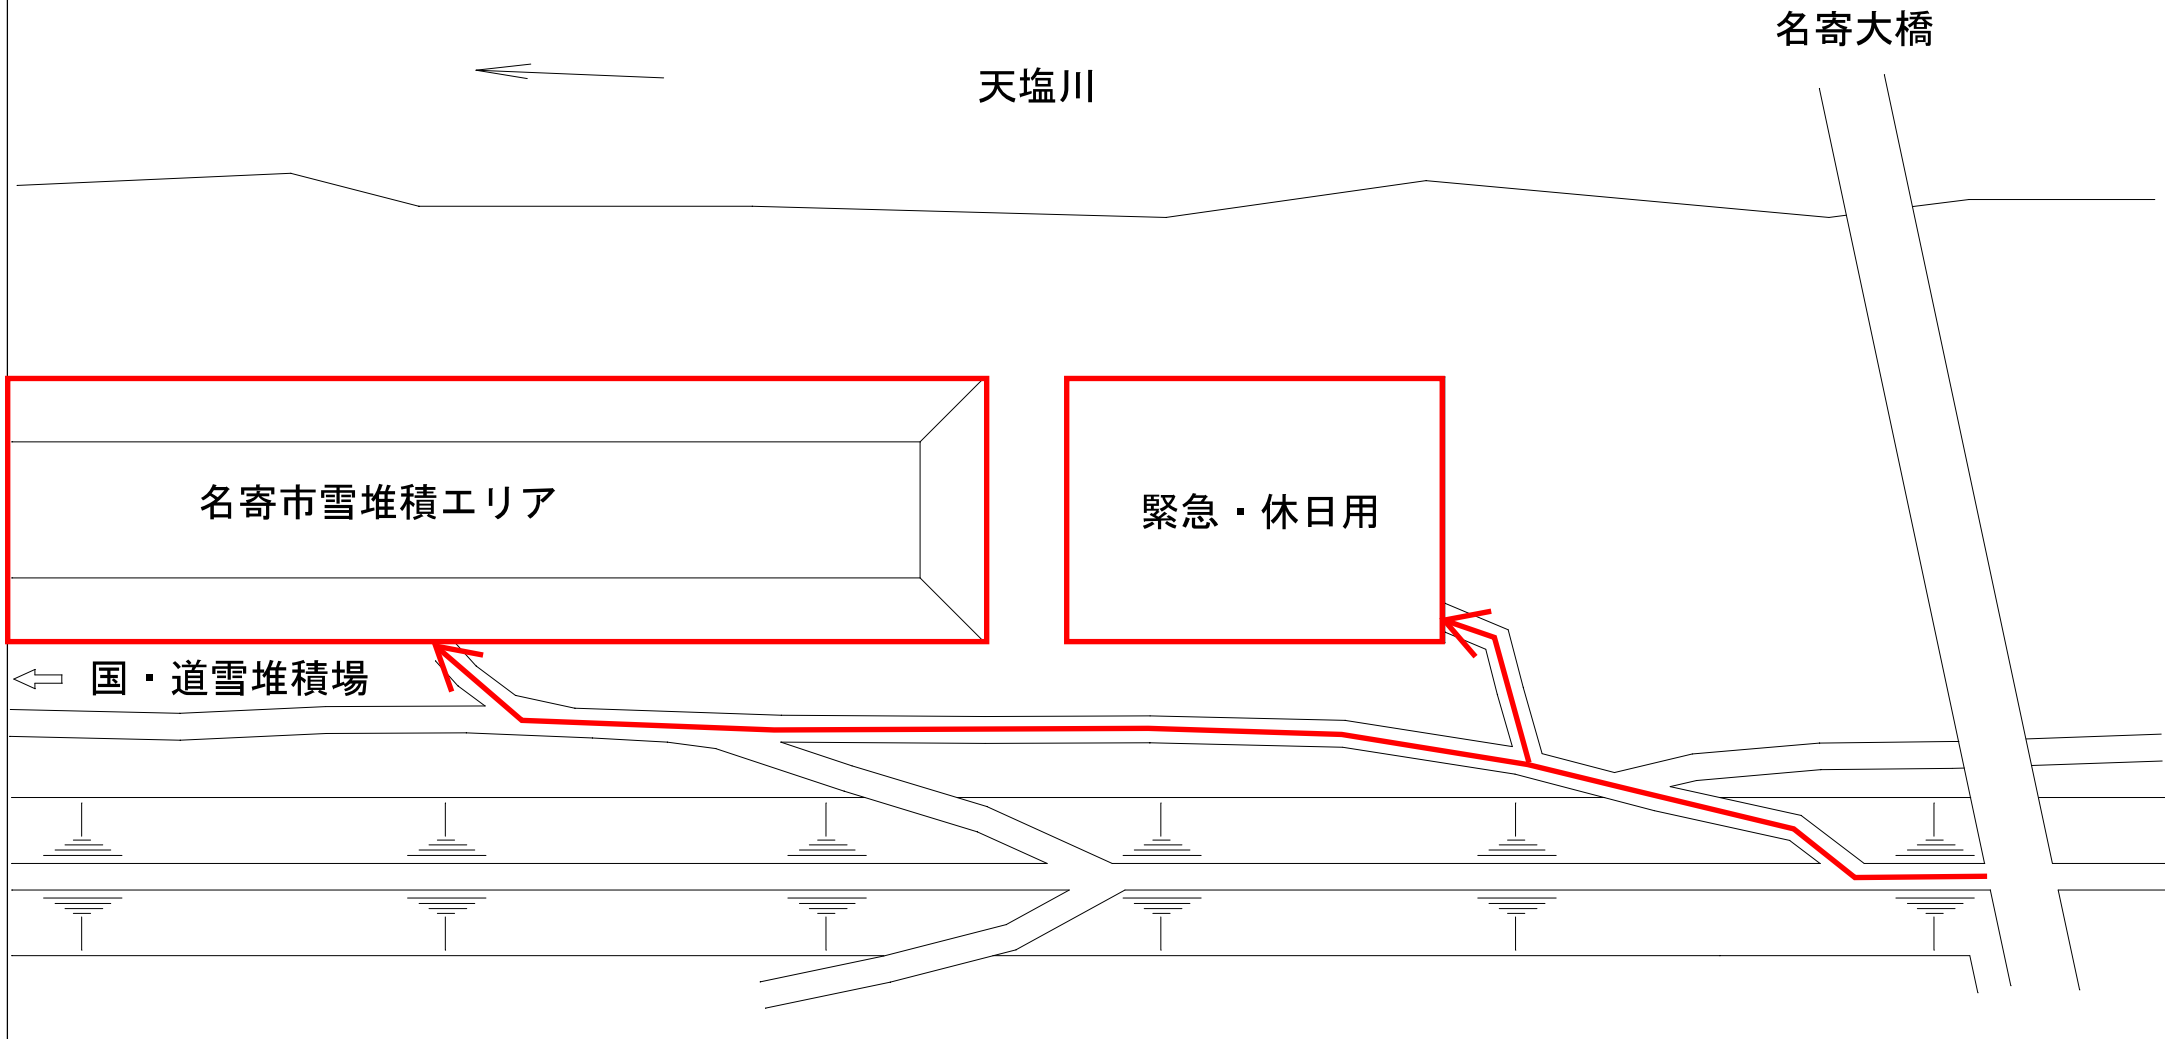 名寄大橋
天塩川
名寄市雪堆積エリア
緊急・休日用
国・道雪堆積場